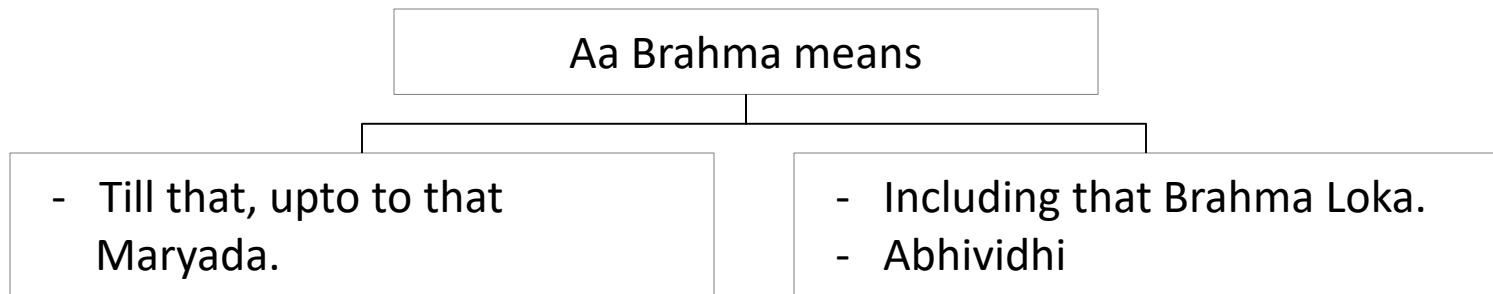 Aa Brahma means
- Till that, upto to that
Maryada.
- Including that Brahma Loka.
- Abhividhi